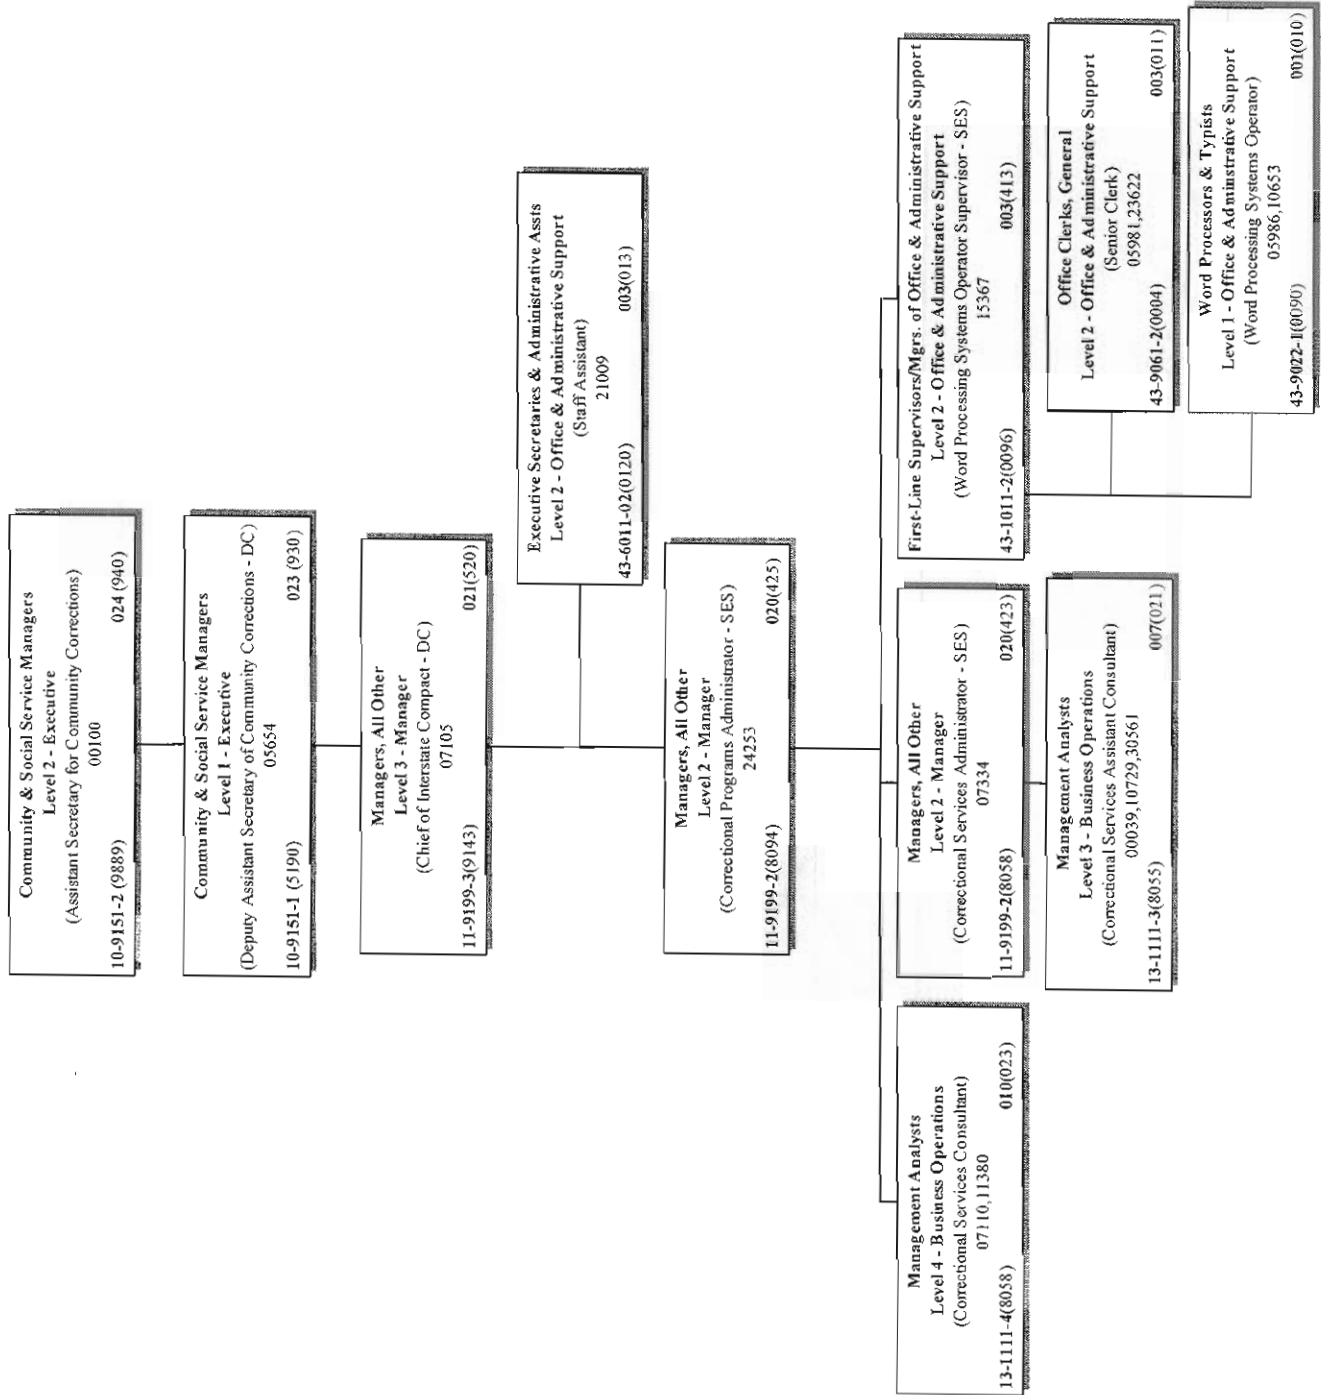 Community & Social Service Managers
Level 2 - Executive
(Assistant Secretary for Community Corrections)
00100
10-9151-2 (9889) 024 (940)
Community & Social Service Managers
Level 1 - Executive
(Deputy Assistant Secretary of Community Corrections - DC)
05654
10-9151-1 (5190) 023 (930)
Managers, All Other
Level 3 - Manager
(Chief of Interstate Compact - DC)
07105
11-9199-3(9143) 021(520)
Executive Secretaries & Administrative Assts
Level 2 - Office & Administrative Support
(Staff Assistant)
21009
43-6011-02(0120) 003(013)
Managers, All Other
Level 2 - Manager
(Correctional Programs Administrator - SES)
24253
11-9199-2(8094) 020(425)
Management Analysts
Level 4 - Business Operations
(Correctional Services Consultant)
07110,11380
13-1111-4(8058) 010(023)
Managers, All Other
Level 2 - Manager
(Correctional Services Administrator - SES)
07334
11-9199-2(8058) 020(423)
Management Analysts
Level 3 - Business Operations
(Correctional Services Assistant Consultant)
00039,10729,30561
13-1111-3(8055) 007(021)
First-Line Supervisors/Mgrs. of Office & Administrative Support
Level 2 - Office & Administrative Support
(Word Processing Systems Operator Supervisor - SES)
15367
43-1011-2(0096) 003(413)
Office Clerks, General
Level 2 - Office & Administrative Support
(Senior Clerk)
05981,23622
43-9061-2(0004) 003(011)
Word Processors & Typists
Level 1 - Office & Adminstrative Support
(Word Processing Systems Operator)
05986,10653
43-9022-1(0090) 001(010)